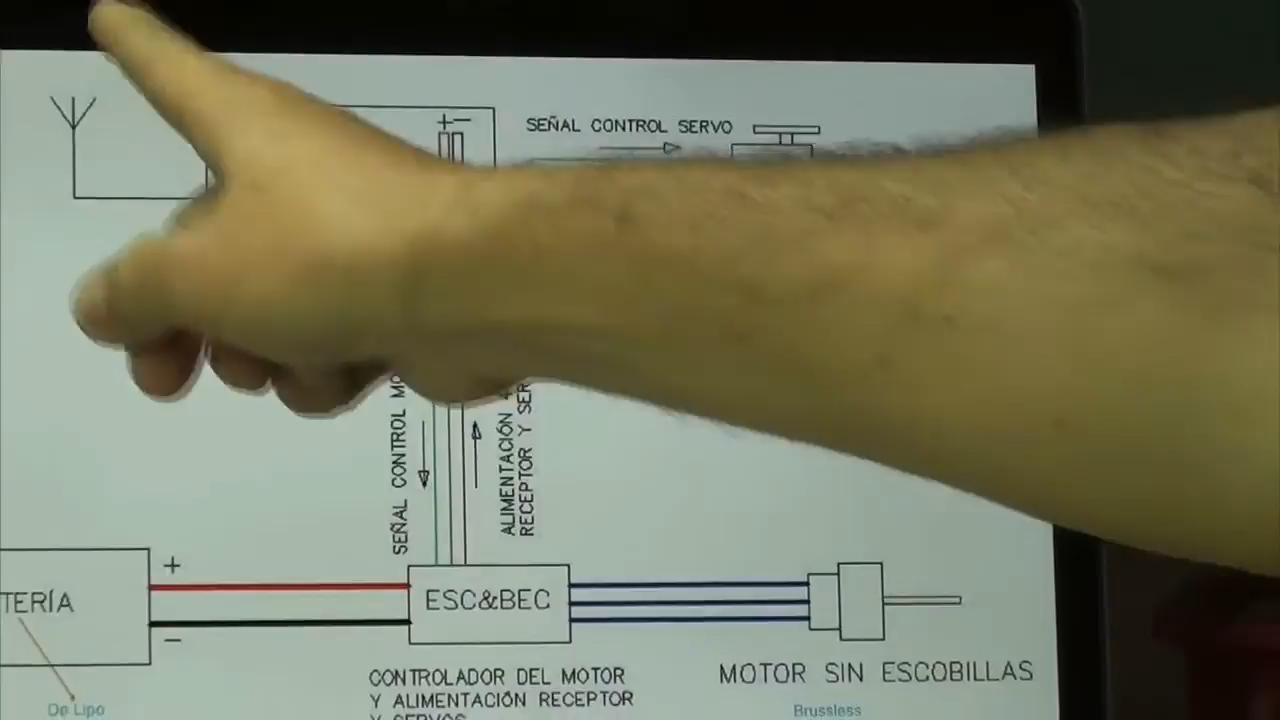 + −
SEÑAL CONTROL SERVO
SEÑAL CONTROL
ALIMENTACIÓN
RECEPTOR Y
+
ESC&BEC
−
CONTROLADOR DEL MOTOR
Y ALIMENTACIÓN RECEPTOR
Y SERVOS
MOTOR SIN ESCOBILLAS
De Lipo
Brussless